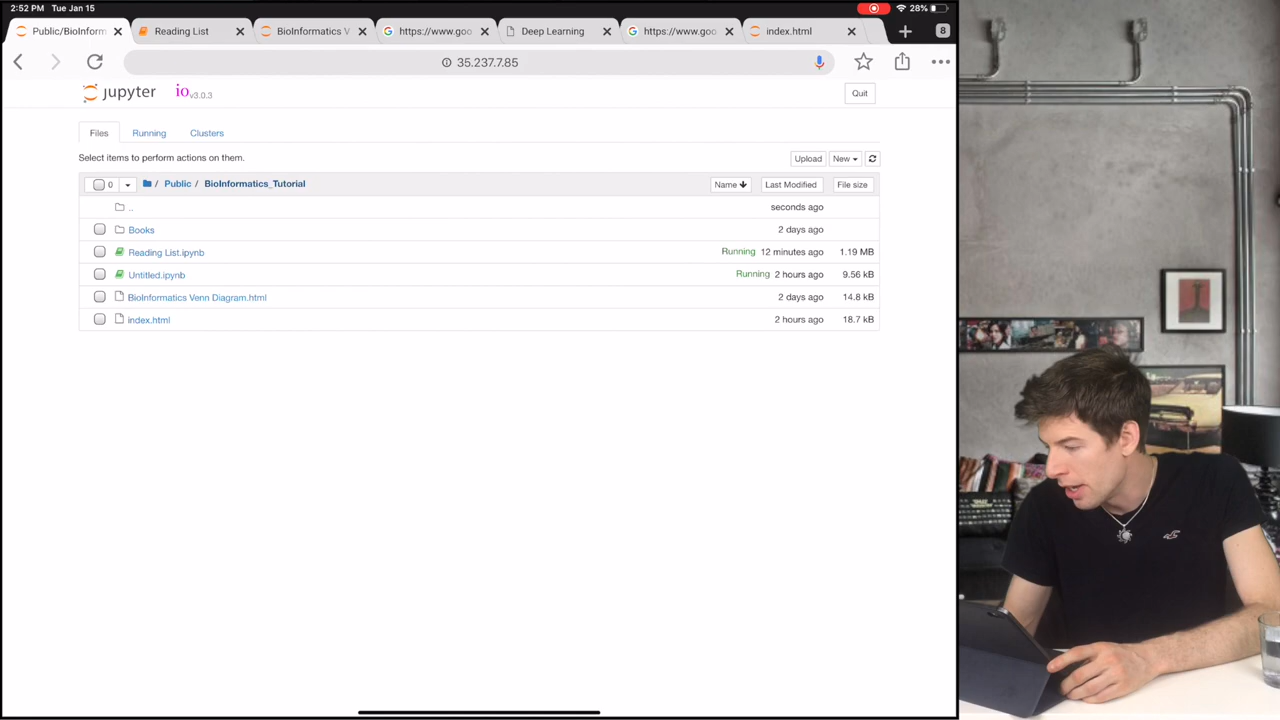 2:52 PM Tue Jan 15 28%
Public/BioInform Reading List BioInformatics V https://www.goo Deep Learning https://www.goo index.html 8
35.237.7.85
jupyter io v3.0.3 Quit
Files Running Clusters
Select items to perform actions on them. Upload New
0 / Public / BioInformatics_Tutorial Name Last Modified File size
.. seconds ago
Books 2 days ago
Reading List.ipynb Running 12 minutes ago 1.19 MB
Untitled.ipynb Running 2 hours ago 9.56 kB
BioInformatics Venn Diagram.html 2 days ago 14.8 kB
index.html 2 hours ago 18.7 kB